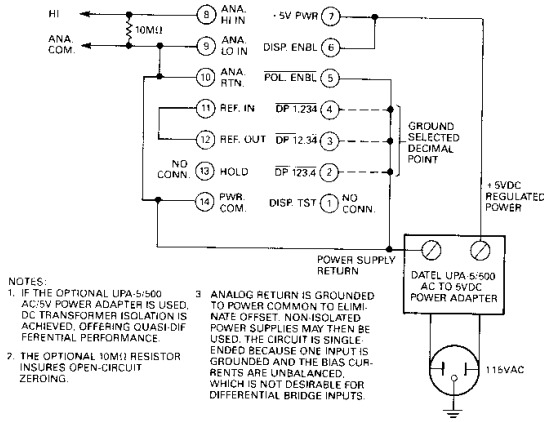 HI
ANA.
COM.
10MΩ
8 ANA. HI IN
9 ANA. LO IN
10 ANA. RTN.
11 REF. IN
12 REF. OUT
NO CONN. 13 HOLD
14 PWR. COM.
+5V PWR 7
DISP. ENBL 6
POL. ENBL 5
DP 1.234 4
DP 12.34 3
DP 123.4 2
DISP. TST 1 NO CONN.
GROUND
SELECTED
DECIMAL
POINT
+5VDC
REGULATED
POWER
POWER SUPPLY
RETURN
DATEL UPA-5/500
AC TO 5VDC
POWER ADAPTER
115VAC
NOTES:
1. IF THE OPTIONAL UPA-5/500
AC/5V POWER ADAPTER IS USED,
DC TRANSFORMER ISOLATION IS
ACHIEVED, OFFERING QUASI-DIF
FERENTIAL PERFORMANCE.
2. THE OPTIONAL 10MΩ RESISTOR
INSURES OPEN-CIRCUIT
ZEROING.
3 ANALOG RETURN IS GROUNDED
TO POWER COMMON TO ELIMI-
NATE OFFSET. NON-ISOLATED
POWER SUPPLIES MAY THEN BE
USED. THE CIRCUIT IS SINGLE-
ENDED BECAUSE ONE INPUT IS
GROUNDED AND THE BIAS CUR-
RENTS ARE UNBALANCED,
WHICH IS NOT DESIRABLE FOR
DIFFERENTIAL BRIDGE INPUTS.